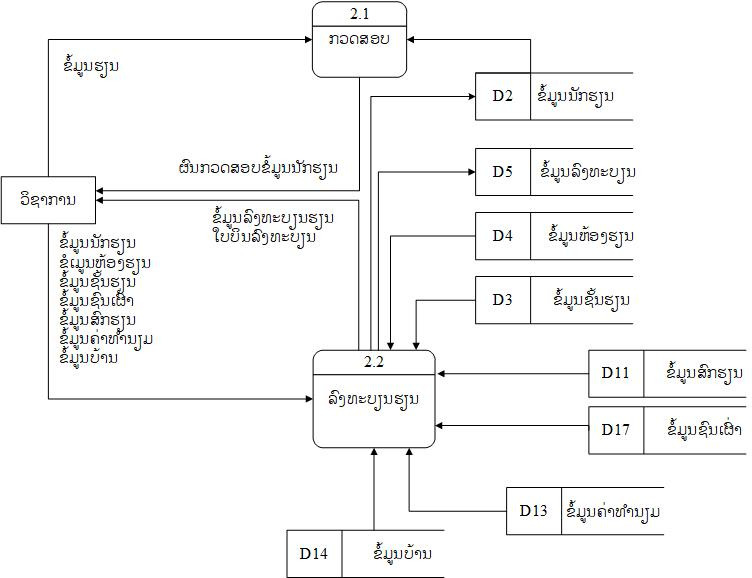 2.1
ກວດສອບ
ຂໍ້ມູນຮຽນ
D2 ຂໍ້ມູນນັກຮຽນ
ຜົນກວດສອບຂໍ້ມູນນັກຮຽນ
D5 ຂໍ້ມູນລົງທະບຽນ
ວິຊາການ
ຂໍ້ມູນລົງທະບຽນຮຽນ
ໃບບິນລົງທະບຽນ
D4 ຂໍ້ມູນຫ້ອງຮຽນ
ຂໍ້ມູນນັກຮຽນ
ຂໍເມູນຫ້ອງຮຽນ
ຂໍ້ມູນຊັ້ນຮຽນ
ຂໍ້ມູນຊົນເຜົ່າ
ຂໍ້ມູນສົກຮຽນ
ຂໍ້ມູນຄ່າທຳນຽມ
ຂໍ້ມູນບ້ານ
D3 ຂໍ້ມູນຊັ້ນຮຽນ
2.2
ລົງທະບຽນຮຽນ
D11 ຂໍ້ມູນສົກຮຽນ
D17 ຂໍ້ມູນຊົນເຜົ່າ
D13 ຂໍ້ມູນຄ່າທຳນຽມ
D14 ຂໍ້ມູນບ້ານ